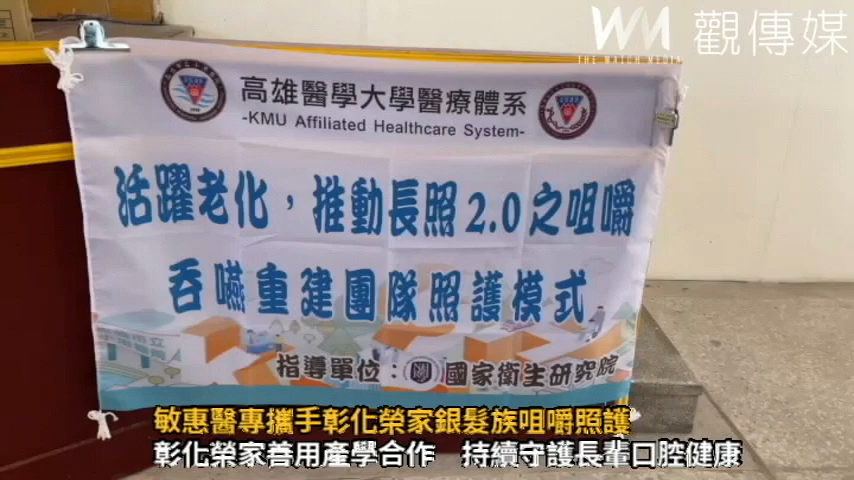 WM 觀傳媒
THE WATCH MEDIA
高雄醫學大學醫療體系
-KMU Affiliated Healthcare System-
活躍老化，推動長照2.0之咀嚼
吞嚥重建團隊照護模式
指導單位：國家衛生研究院
敏惠醫專攜手彰化榮家銀髮族咀嚼照護
彰化榮家善用產學合作　持續守護長輩口腔健康